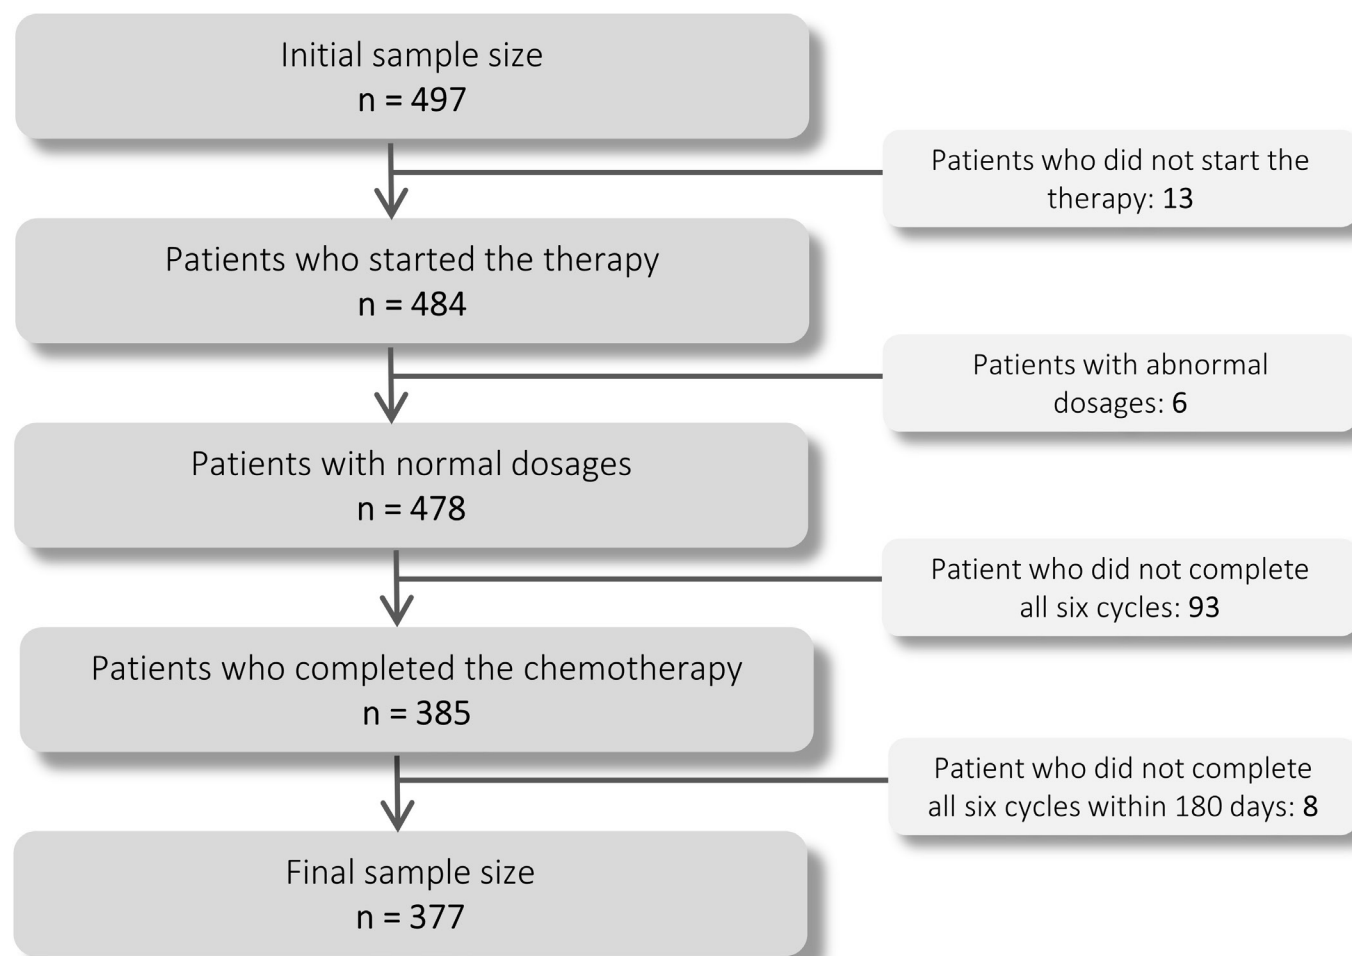 Initial sample size
n = 497
Patients who did not start the
therapy: 13
Patients who started the therapy
n = 484
Patients with abnormal
dosages: 6
Patients with normal dosages
n = 478
Patient who did not complete
all six cycles: 93
Patients who completed the chemotherapy
n = 385
Patient who did not complete
all six cycles within 180 days: 8
Final sample size
n = 377